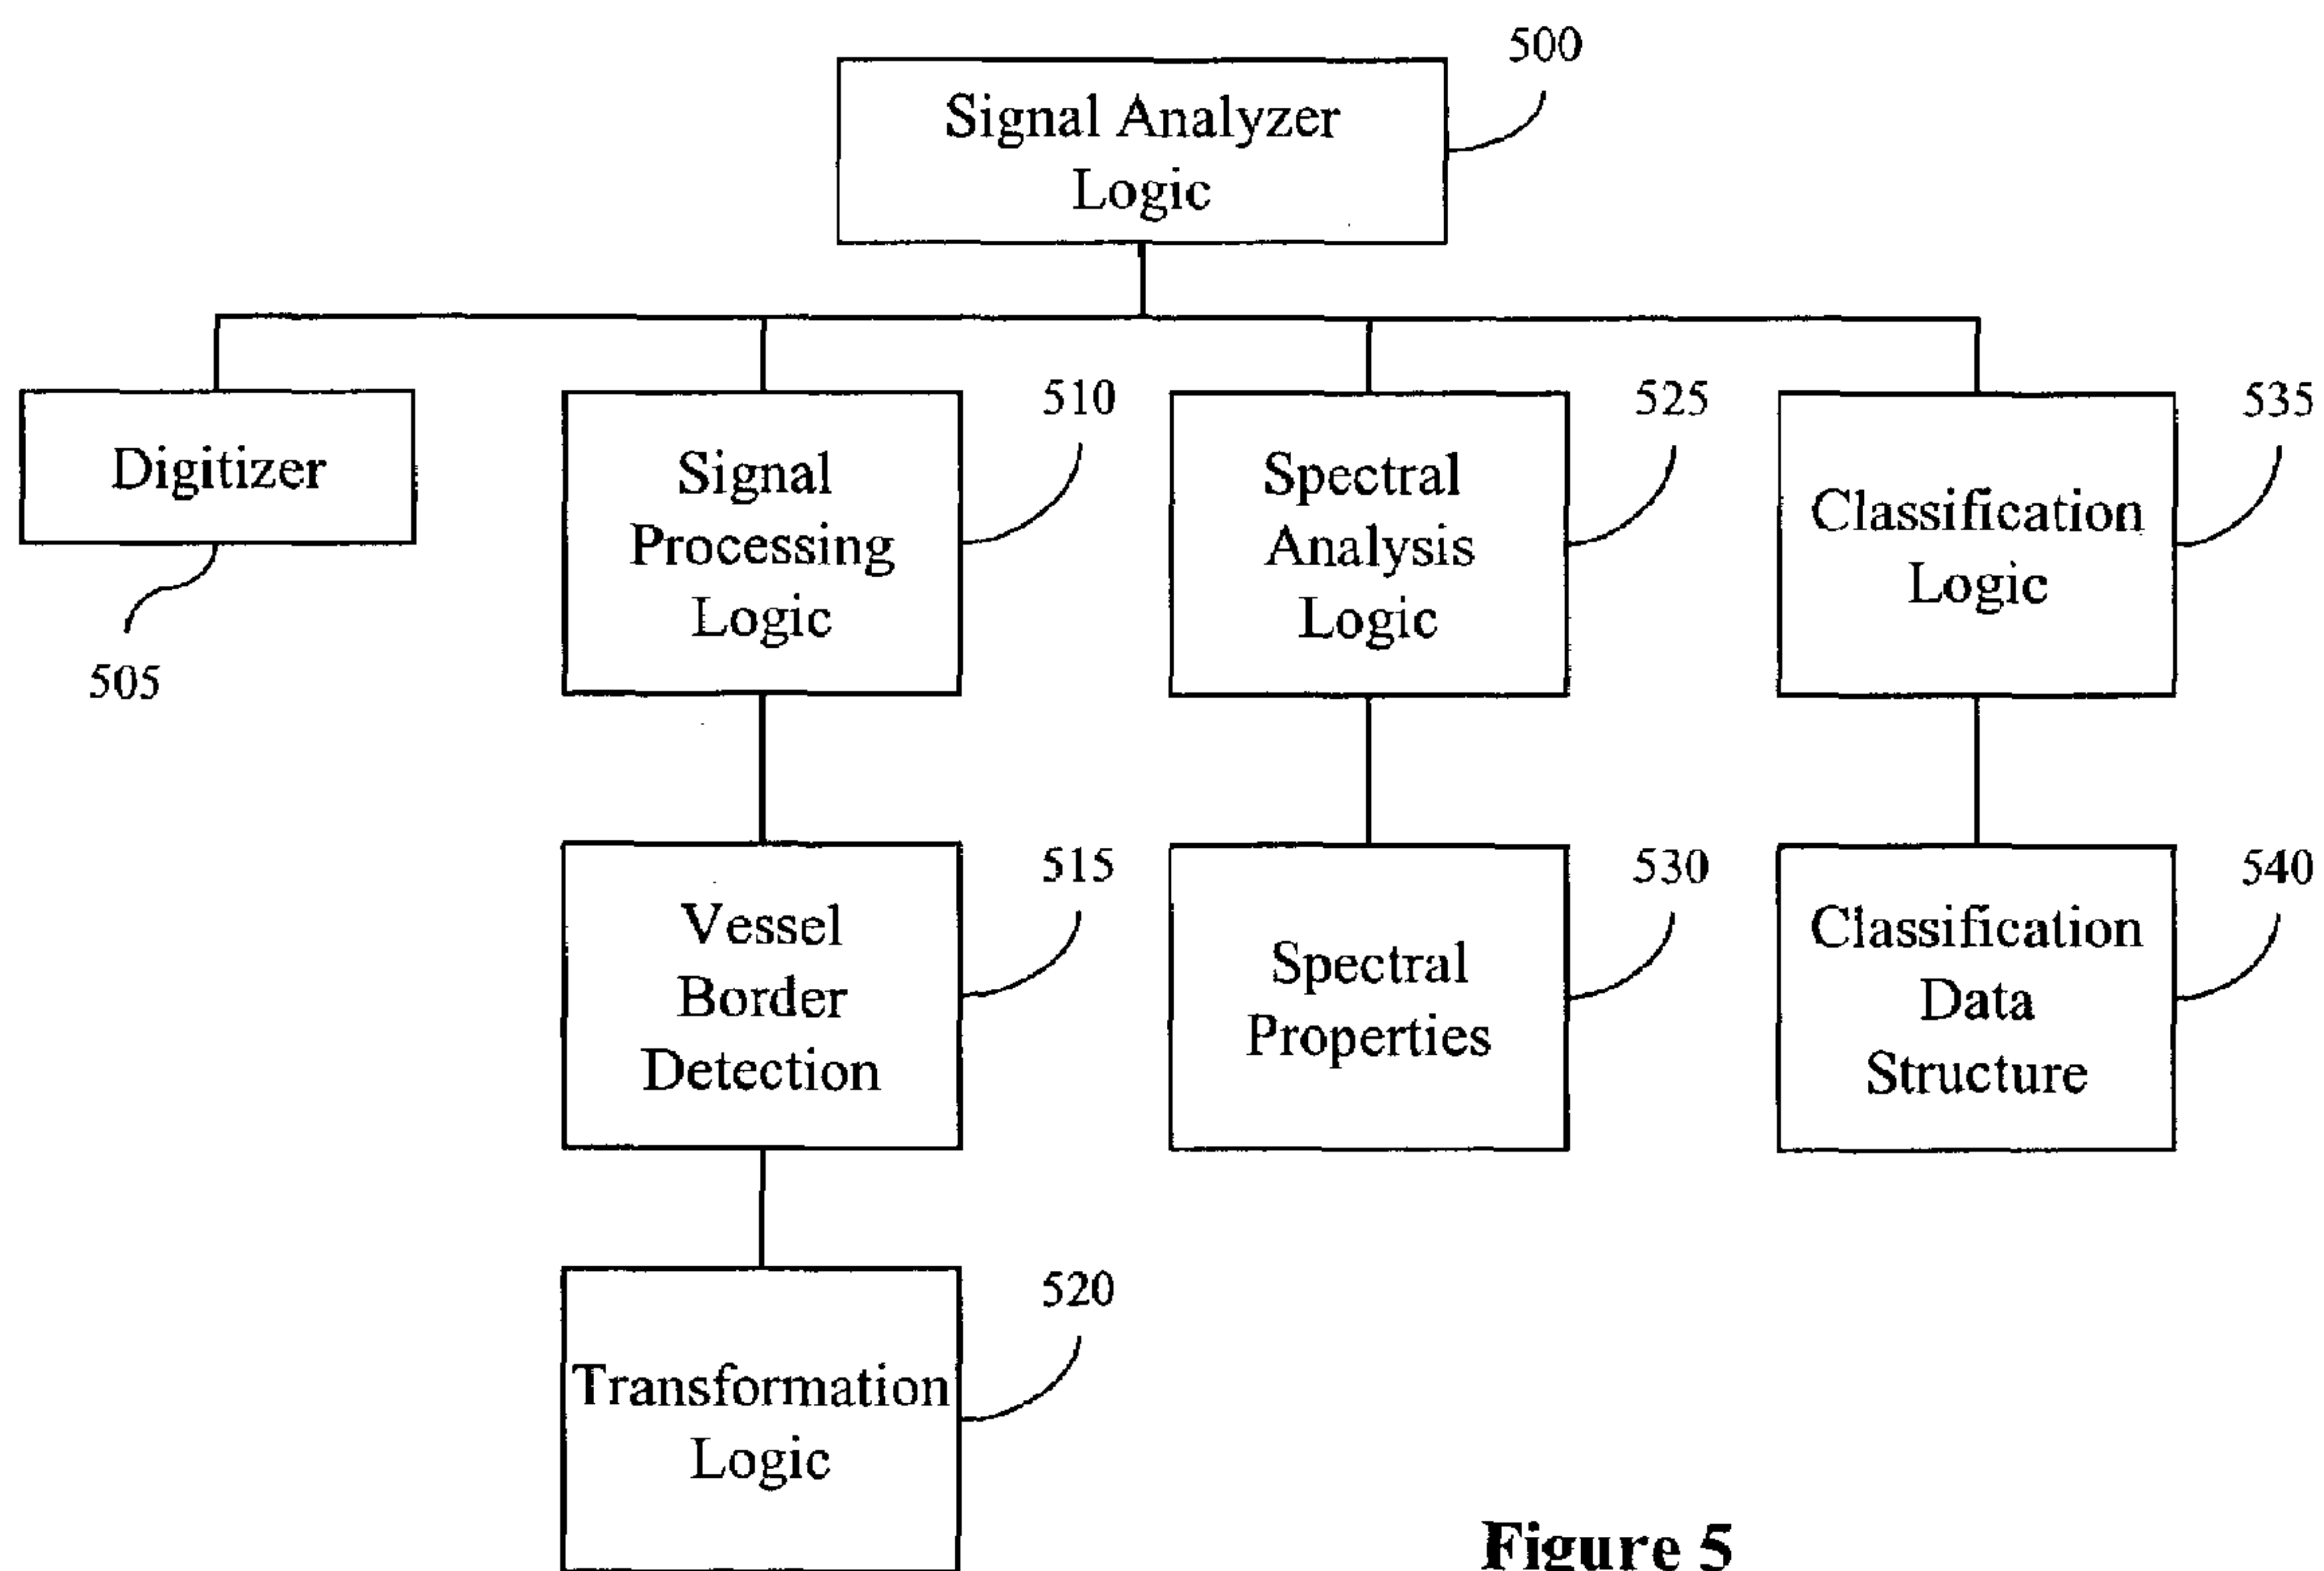 500
Signal Analyzer
Logic
Digitizer
505
510
Signal
Processing
Logic
525
Spectral
Analysis
Logic
535
Classification
Logic
515
Vessel
Border
Detection
530
Spectral
Properties
540
Classification
Data
Structure
520
Transformation
Logic
Figure 5